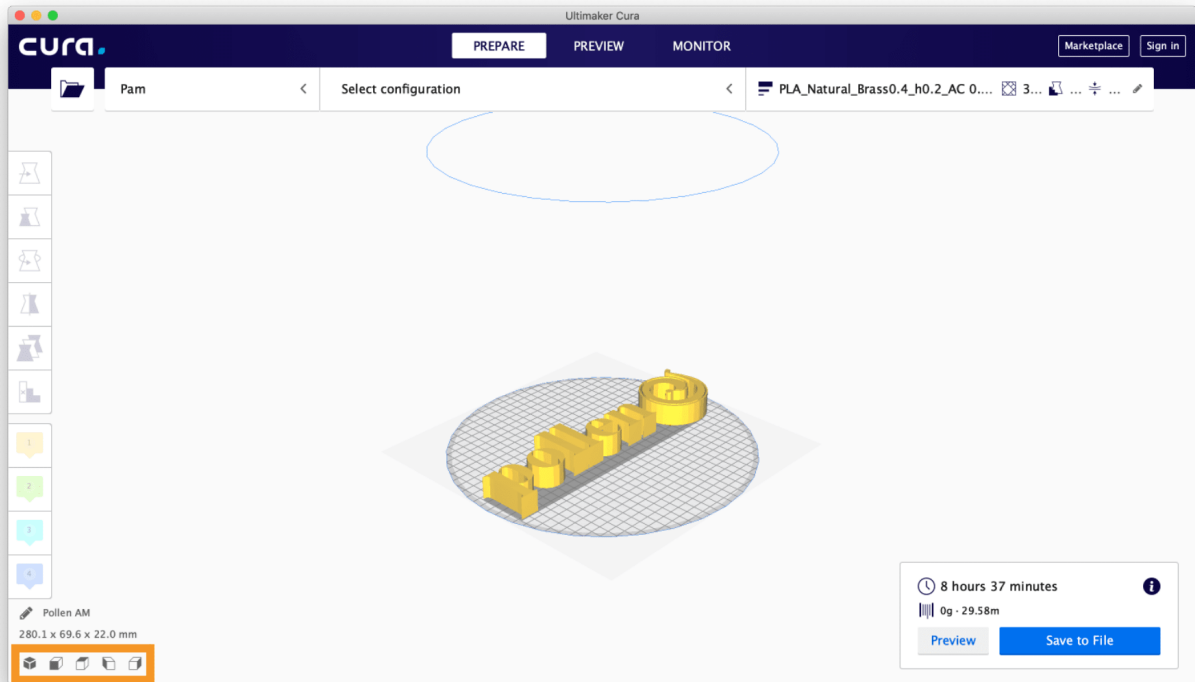 Ultimaker Cura
cura.
PREPARE
PREVIEW
MONITOR
Marketplace
Sign in
Pam
Select configuration
PLA_Natural_Brass0.4_h0.2_AC 0.... 3... ... ...
Pollen
1
2
3
4
Pollen AM
280.1 x 69.6 x 22.0 mm
8 hours 37 minutes
i
0g · 29.58m
Preview
Save to File